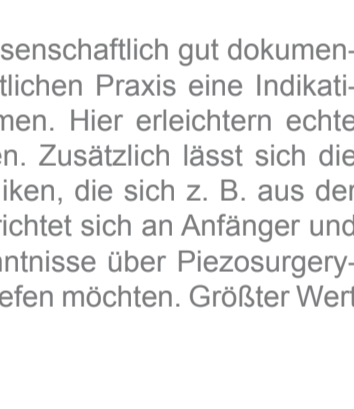 senschaftlich gut dokumen-
tlichen Praxis eine Indikati-
men. Hier erleichtern echte
en. Zusätzlich lässt sich die
iken, die sich z. B. aus der
richtet sich an Anfänger und
ntnisse über Piezosurgery-
efen möchten. Größter Wert